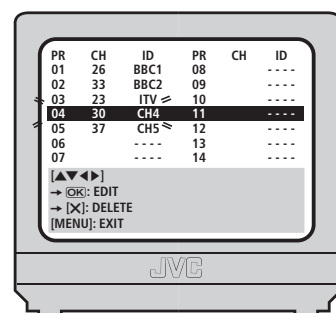 PR CH ID PR CH ID
01 26 BBC1 08 - - - -
02 33 BBC2 09 - - - -
03 23 ITV 10 - - - -
04 30 CH4 11 - - - -
05 37 CH5 12 - - - -
06 - - - - 13 - - - -
07 - - - - 14 - - - -
[▲▼◀▶]
→ OK: EDIT
→ [X]: DELETE
[MENU]: EXIT
JVC